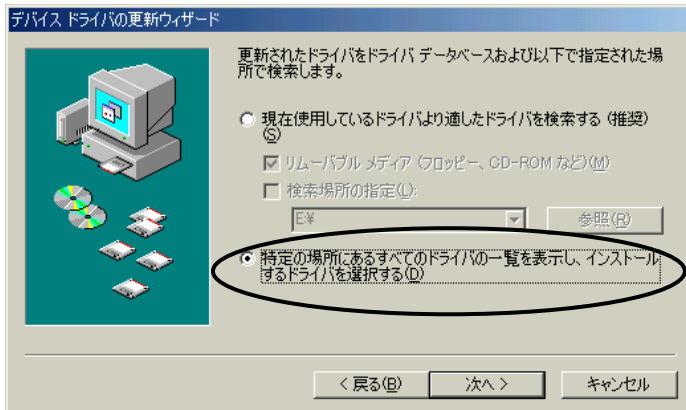 デバイス ドライバの更新ウィザード
更新されたドライバをドライバ データベースおよび以下で指定された場
所で検索します。
現在使用しているドライバより適したドライバを検索する (推奨)
(S)
リムーバブル メディア (フロッピー、CD-ROM など)(M)
検索場所の指定(L):
E:¥
参照(R)
特定の場所にあるすべてのドライバの一覧を表示し、インストール
するドライバを選択する(D)
< 戻る(B)
次へ >
キャンセル